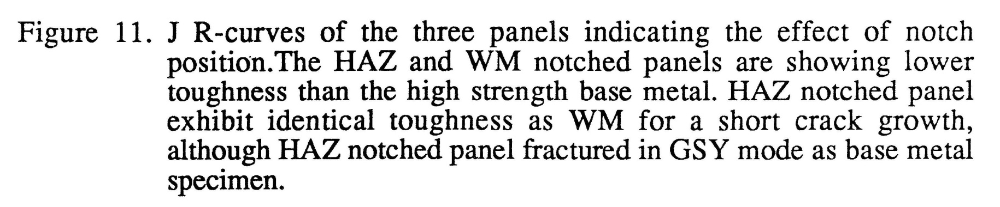 Figure 11. J R-curves of the three panels indicating the effect of notch
position.The HAZ and WM notched panels are showing lower
toughness than the high strength base metal. HAZ notched panel
exhibit identical toughness as WM for a short crack growth,
although HAZ notched panel fractured in GSY mode as base metal
specimen.